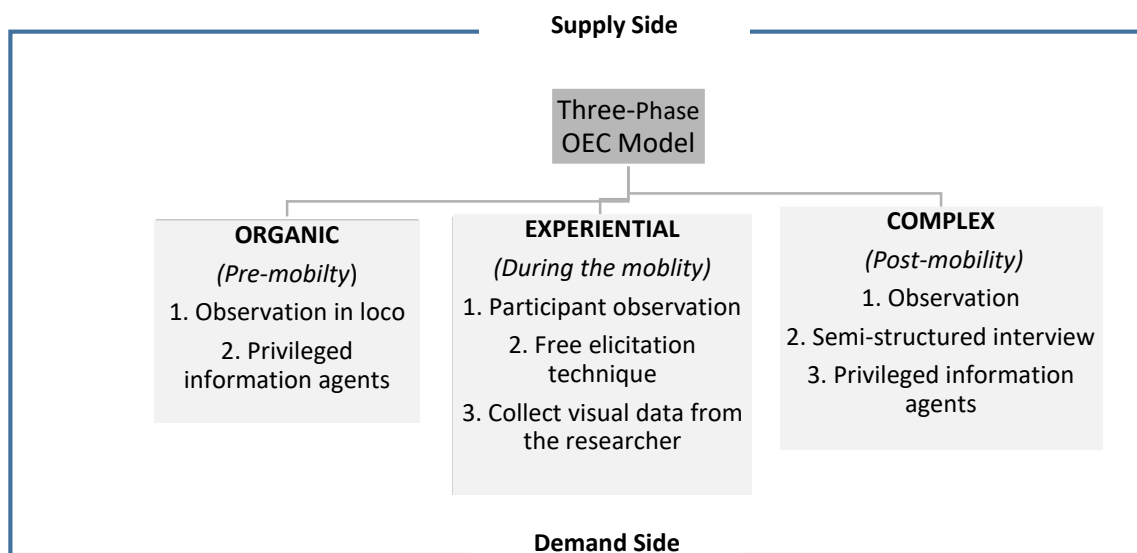 Supply Side
Three-Phase
OEC Model
ORGANIC
(Pre-mobilty)
1. Observation in loco
2. Privileged
information agents
EXPERIENTIAL
(During the moblity)
1. Participant observation
2. Free elicitation
technique
3. Collect visual data from
the researcher
COMPLEX
(Post-mobility)
1. Observation
2. Semi-structured interview
3. Privileged information
agents
Demand Side